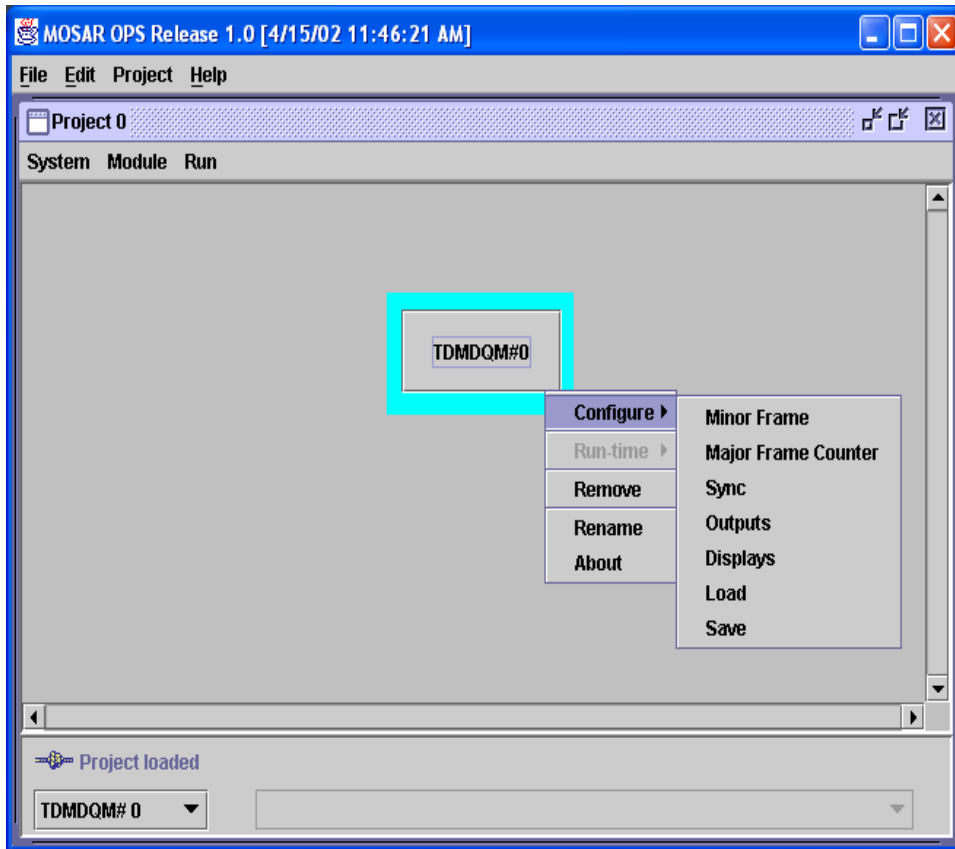 MOSAR OPS Release 1.0 [4/15/02 11:46:21 AM]
File Edit Project Help
Project 0
System Module Run
TDMDQM#0
Configure
Run-time
Remove
Rename
About
Minor Frame
Major Frame Counter
Sync
Outputs
Displays
Load
Save
Project loaded
TDMDQM# 0